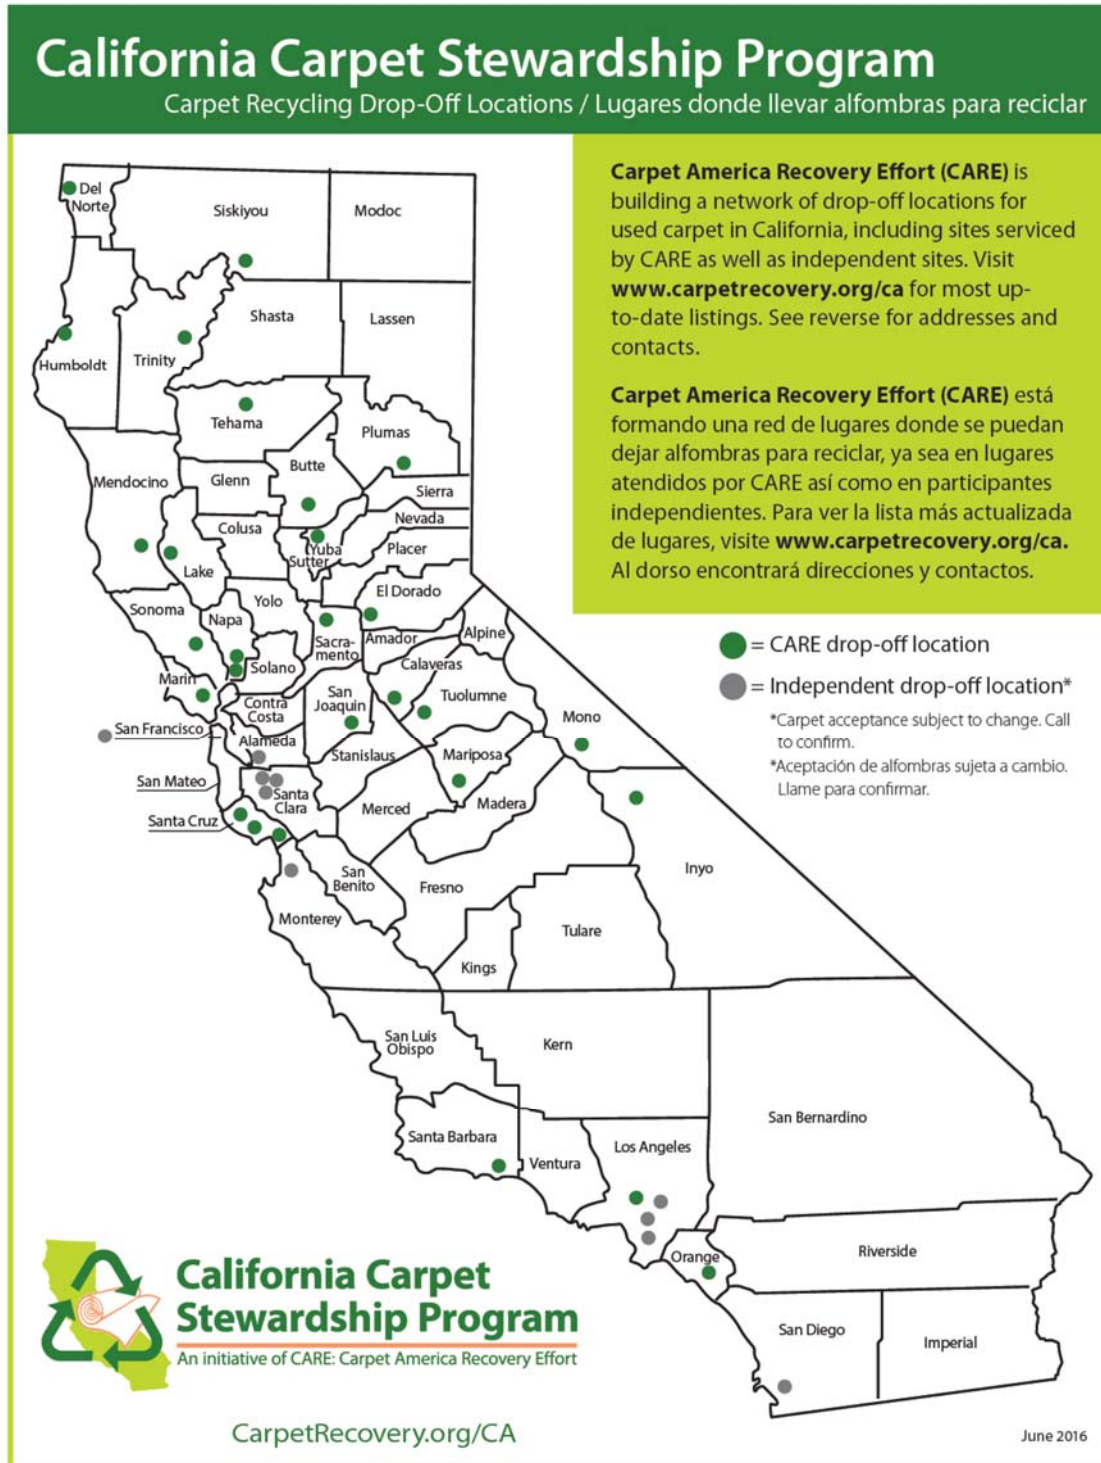 California Carpet Stewardship Program
Carpet Recycling Drop-Off Locations / Lugares donde llevar alfombras para reciclar
Carpet America Recovery Effort (CARE) is
building a network of drop-off locations for
used carpet in California, including sites serviced
by CARE as well as independent sites. Visit
www.carpetrecovery.org/ca for most up-
to-date listings. See reverse for addresses and
contacts.
Carpet America Recovery Effort (CARE) está
formando una red de lugares donde se puedan
dejar alfombras para reciclar, ya sea en lugares
atendidos por CARE así como en participantes
independientes. Para ver la lista más actualizada
de lugares, visite www.carpetrecovery.org/ca.
Al dorso encontrará direcciones y contactos.
= CARE drop-off location
= Independent drop-off location*
*Carpet acceptance subject to change. Call
to confirm.
*Aceptación de alfombras sujeta a cambio.
Llame para confirmar.
Del
Norte
Siskiyou
Modoc
Shasta
Lassen
Humboldt
Trinity
Tehama
Plumas
Butte
Mendocino
Glenn
Sierra
Colusa
Nevada
Yuba
Sutter
Placer
Lake
El Dorado
Yolo
Sonoma
Napa
Sacra-
mento
Amador
Alpine
Solano
Calaveras
Marin
Contra
Costa
San
Joaquin
Tuolumne
San Francisco
Alameda
Mono
Stanislaus
Mariposa
San Mateo
Santa
Clara
Merced
Madera
Santa Cruz
San
Benito
Fresno
Inyo
Monterey
Tulare
Kings
San Luis
Obispo
Kern
San Bernardino
Santa Barbara
Ventura
Los Angeles
Orange
Riverside
San Diego
Imperial
California Carpet
Stewardship Program
An initiative of CARE: Carpet America Recovery Effort
CarpetRecovery.org/CA
June 2016